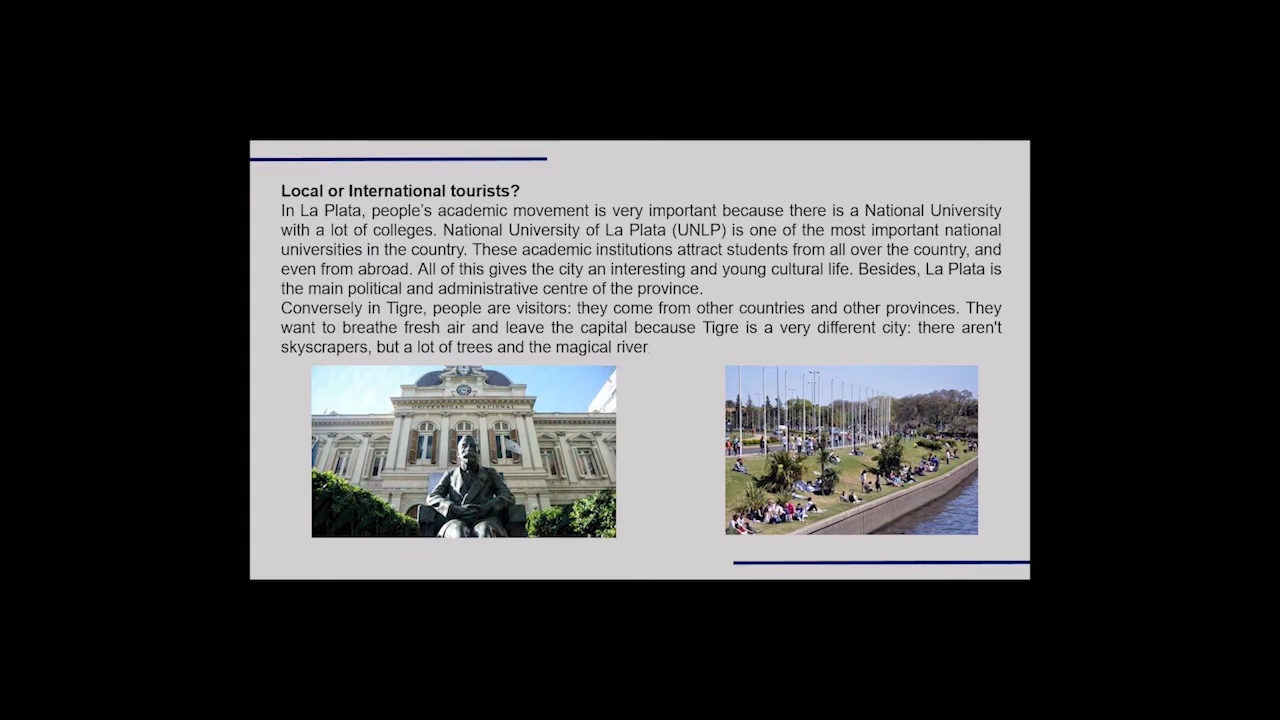 Local or International tourists?
In La Plata, people's academic movement is very important because there is a National University
with a lot of colleges. National University of La Plata (UNLP) is one of the most important national
universities in the country. These academic institutions attract students from all over the country, and
even from abroad. All of this gives the city an interesting and young cultural life. Besides, La Plata is
the main political and administrative centre of the province.
Conversely in Tigre, people are visitors: they come from other countries and other provinces. They
want to breathe fresh air and leave the capital because Tigre is a very different city: there aren't
skyscrapers, but a lot of trees and the magical river.
UNIVERSIDAD NACIONAL